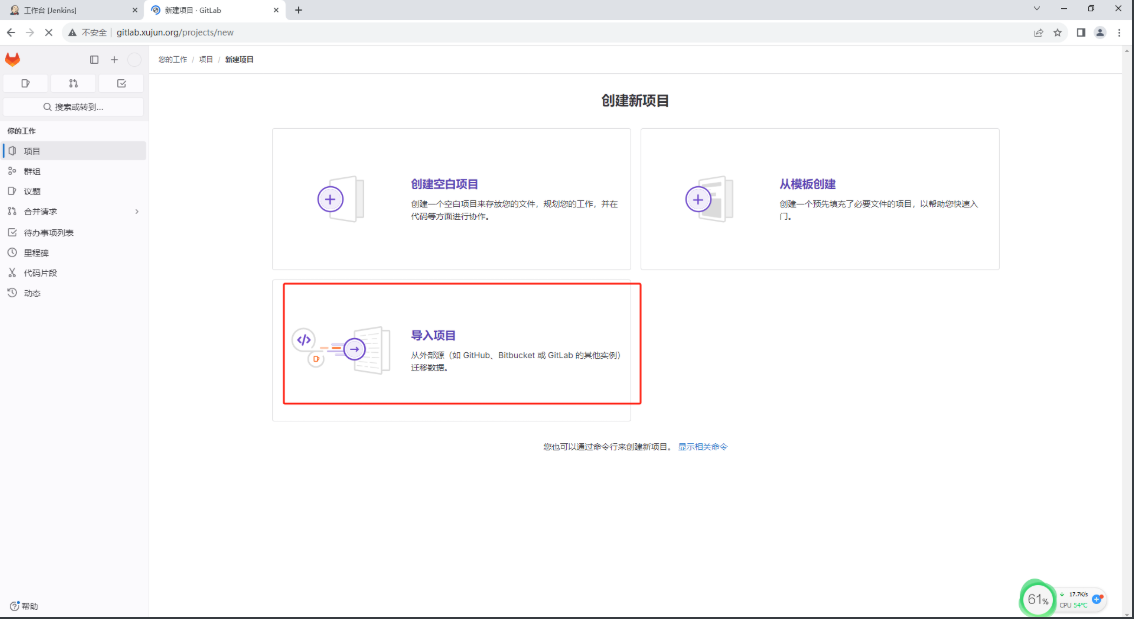 工作台 [Jenkins]
新建项目 · GitLab
不安全
gitlab.xujun.org/projects/new
您的工作 / 项目 / 新建项目
搜索或转到...
你的工作
项目
群组
议题
合并请求
待办事项列表
里程碑
代码片段
动态
帮助
创建新项目
创建空白项目
创建一个空白项目来存放您的文件，规划您的工作，并在
代码等方面进行协作。
从模板创建
创建一个预先填充了必要文件的项目，以帮助您快速入
门。
导入项目
从外部源（如 GitHub、Bitbucket 或 GitLab 的其他实例）
迁移数据。
您也可以通过命令行来创建新项目。 显示相关命令
61%
17.7K/s
CPU 54°C